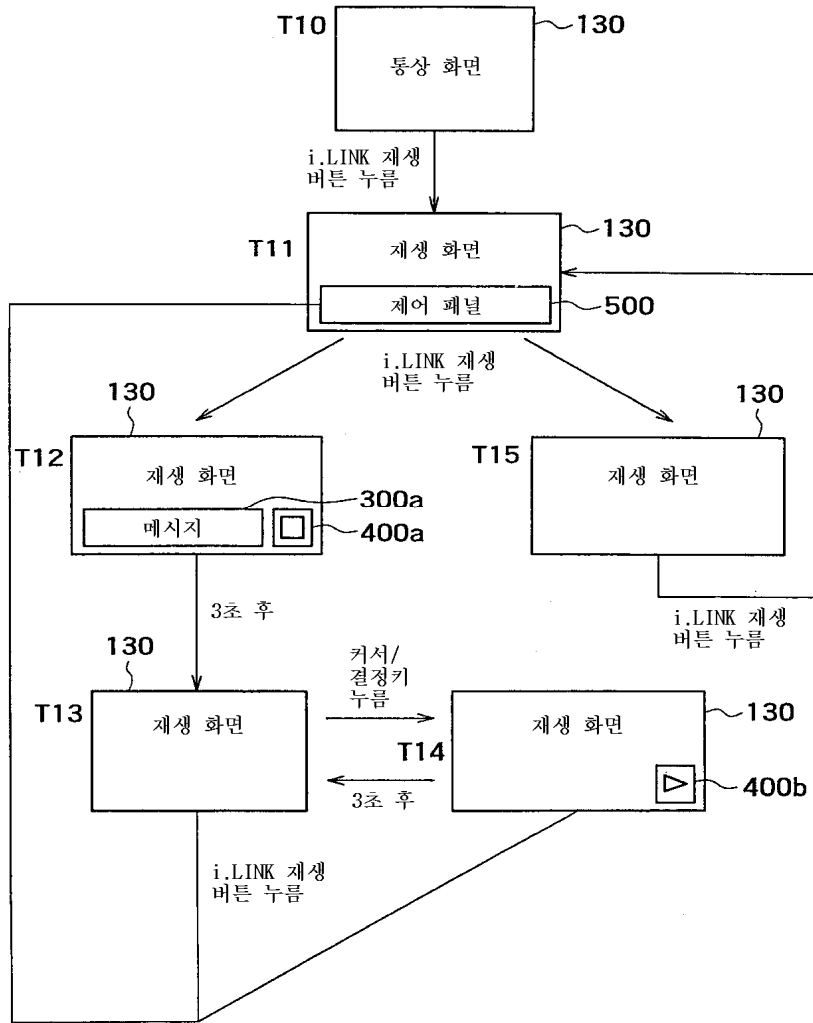 T10
130
통상 화면
i.LINK 재생
버튼 누름
T11
130
재생 화면
제어 패널
500
i.LINK 재생
버튼 누름
130
T12
재생 화면
300a
메시지
400a
130
T15
재생 화면
3초 후
i.LINK 재생
버튼 누름
130
T13
재생 화면
커서/
결정키
누름
3초 후
T14
130
재생 화면
400b
i.LINK 재생
버튼 누름